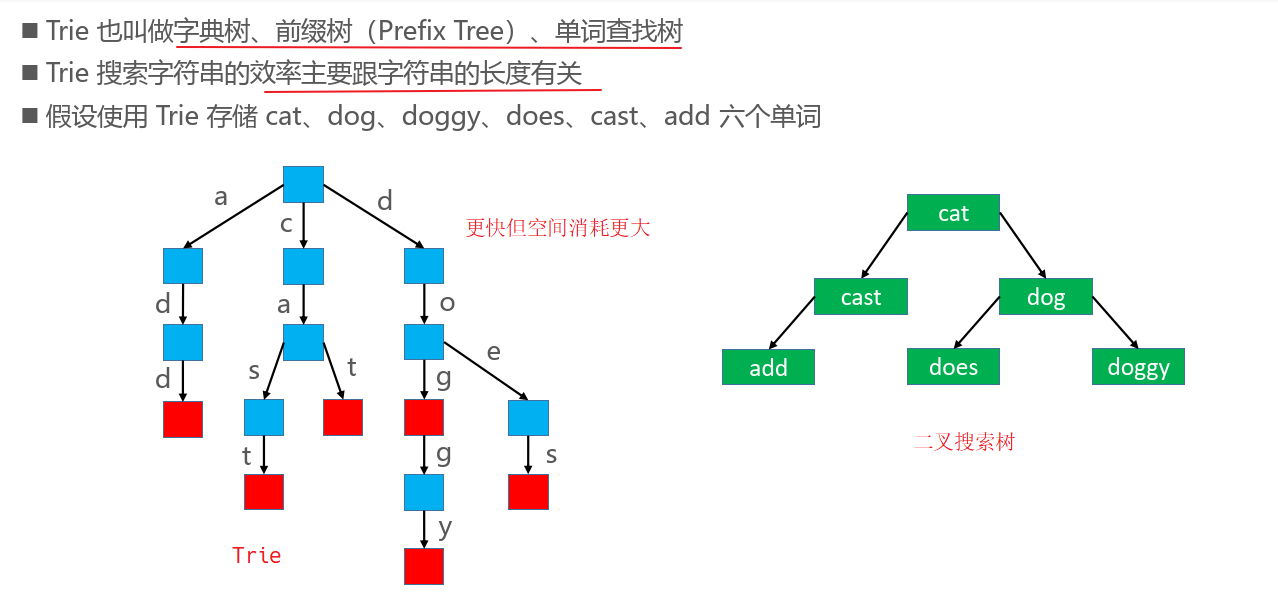 ■ Trie 也叫做字典树、前缀树（Prefix Tree）、单词查找树
■ Trie 搜索字符串的效率主要跟字符串的长度有关
■ 假设使用 Trie 存储 cat、dog、doggy、does、cast、add 六个单词
a c d
更快但空间消耗更大
d a o
d s t g e
t g s
y
Trie
cat
cast dog
add does doggy
二叉搜索树